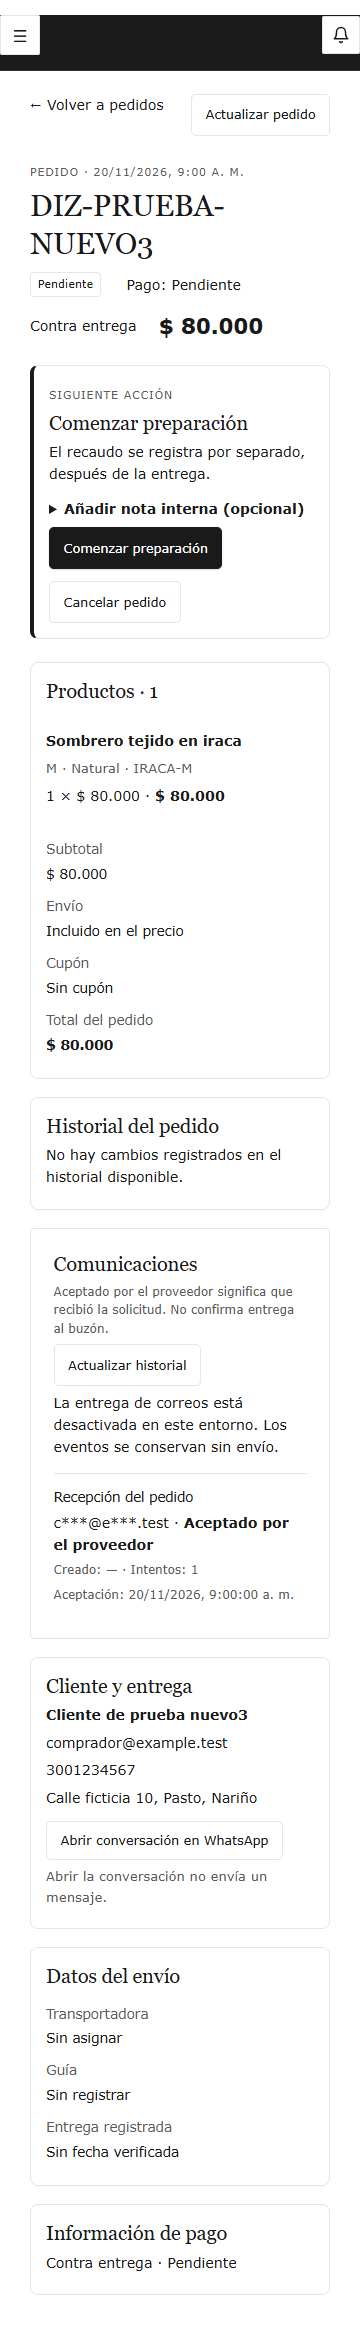 ☰
← Volver a pedidos
Actualizar pedido
PEDIDO · 20/11/2026, 9:00 A. M.
DIZ-PRUEBA-
NUEVO3
Pendiente
Pago: Pendiente
Contra entrega
$ 80.000
SIGUIENTE ACCIÓN
Comenzar preparación
El recaudo se registra por separado,
después de la entrega.
▶ Añadir nota interna (opcional)
Comenzar preparación
Cancelar pedido
Productos · 1
Sombrero tejido en iraca
M · Natural · IRACA-M
1 × $ 80.000 · $ 80.000
Subtotal
$ 80.000
Envío
Incluido en el precio
Cupón
Sin cupón
Total del pedido
$ 80.000
Historial del pedido
No hay cambios registrados en el
historial disponible.
Comunicaciones
Aceptado por el proveedor significa que
recibió la solicitud. No confirma entrega
al buzón.
Actualizar historial
La entrega de correos está
desactivada en este entorno. Los
eventos se conservan sin envío.
Recepción del pedido
c***@e***.test · Aceptado por
el proveedor
Creado: — · Intentos: 1
Aceptación: 20/11/2026, 9:00:00 a. m.
Cliente y entrega
Cliente de prueba nuevo3
comprador@example.test
3001234567
Calle ficticia 10, Pasto, Nariño
Abrir conversación en WhatsApp
Abrir la conversación no envía un
mensaje.
Datos del envío
Transportadora
Sin asignar
Guía
Sin registrar
Entrega registrada
Sin fecha verificada
Información de pago
Contra entrega · Pendiente